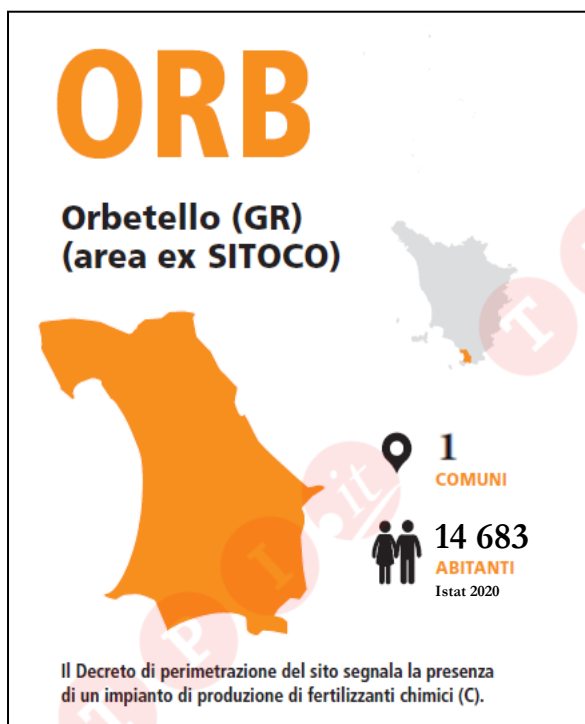 ORB
Orbetello (GR)
(area ex SITOCO)
1
COMUNI
14 683
ABITANTI
Istat 2020
Il Decreto di perimetrazione del sito segnala la presenza
di un impianto di produzione di fertilizzanti chimici (C).
T P I .it
T